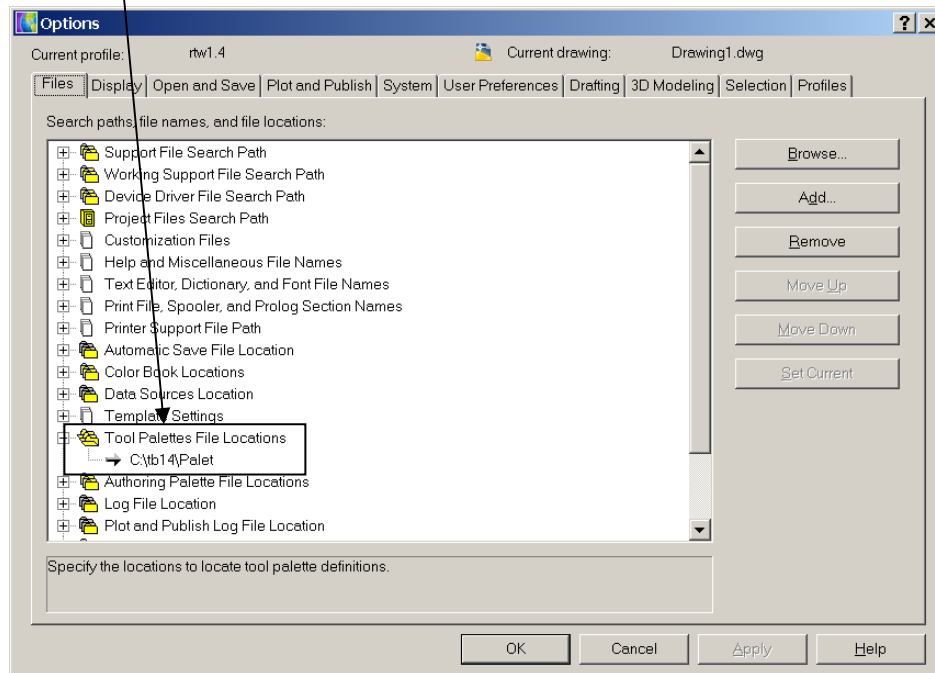 Options
Current profile: rtw1.4 Current drawing: Drawing1.dwg
Files Display Open and Save Plot and Publish System User Preferences Drafting 3D Modeling Selection Profiles
Search paths, file names, and file locations:
Support File Search Path
Working Support File Search Path
Device Driver File Search Path
Project Files Search Path
Customization Files
Help and Miscellaneous File Names
Text Editor, Dictionary, and Font File Names
Print File, Spooler, and Prolog Section Names
Printer Support File Path
Automatic Save File Location
Color Book Locations
Data Sources Location
Template Settings
Tool Palettes File Locations
C:\tb14\Palet
Authoring Palette File Locations
Log File Location
Plot and Publish Log File Location
Browse...
Add...
Remove
Move Up
Move Down
Set Current
Specify the locations to locate tool palette definitions.
OK Cancel Apply Help